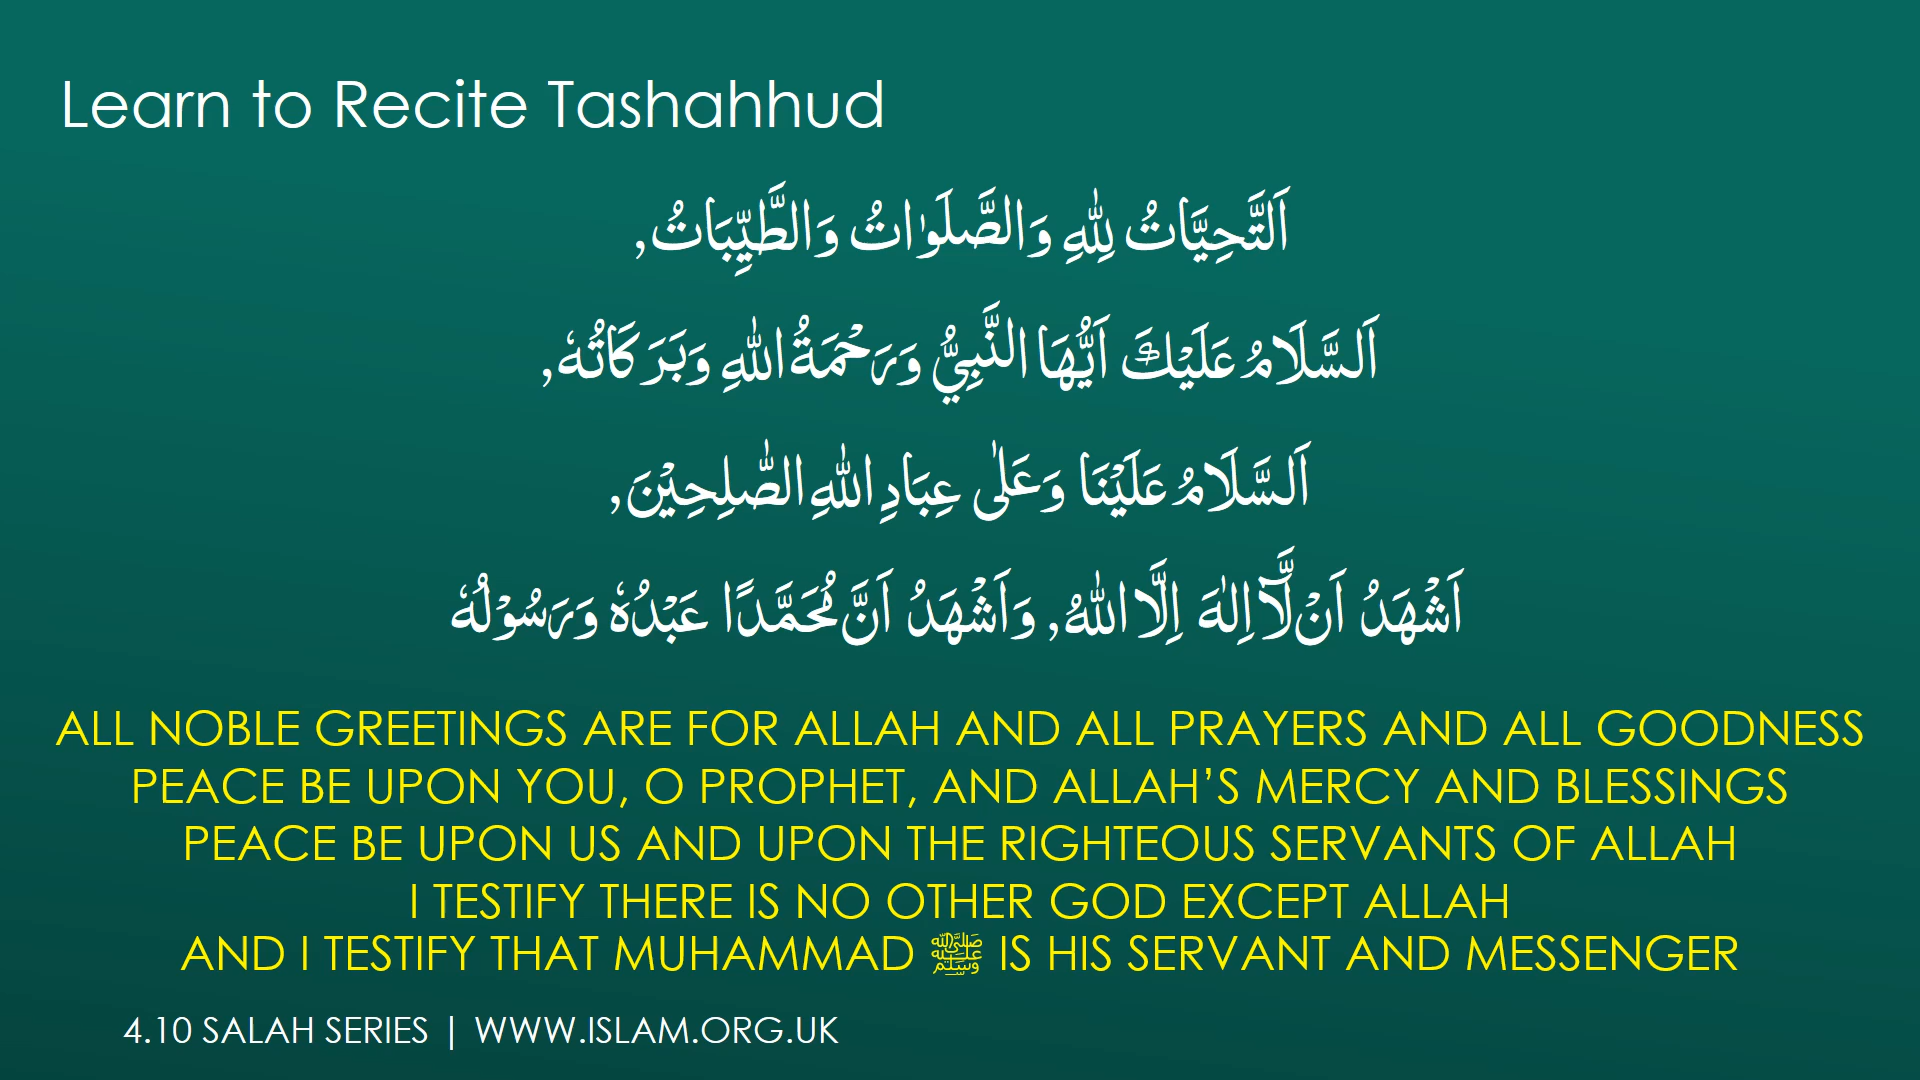 Learn to Recite Tashahhud
اَلتَّحِيَّاتُ لِلّٰهِ وَالصَّلَوٰاتُ وَالطَّيِّبَاتُ,
اَلسَّلَامُ عَلَيْكَ اَيُّهَا النَّبِيُّ وَرَحْمَةُ اللّٰهِ وَبَرَكَاتُهٗ,
اَلسَّلَامُ عَلَيْنَا وَعَلٰى عِبَادِ اللّٰهِ الصّٰلِحِيْنَ,
اَشْهَدُ اَنْ لَّآ اِلٰهَ اِلَّا اللّٰهُ, وَاَشْهَدُ اَنَّ مُحَمَّدًا عَبْدُهٗ وَرَسُوْلُهٗ
ALL NOBLE GREETINGS ARE FOR ALLAH AND ALL PRAYERS AND ALL GOODNESS
PEACE BE UPON YOU, O PROPHET, AND ALLAH’S MERCY AND BLESSINGS
PEACE BE UPON US AND UPON THE RIGHTEOUS SERVANTS OF ALLAH
I TESTIFY THERE IS NO OTHER GOD EXCEPT ALLAH
AND I TESTIFY THAT MUHAMMAD ﷺ IS HIS SERVANT AND MESSENGER
4.10 SALAH SERIES | WWW.ISLAM.ORG.UK